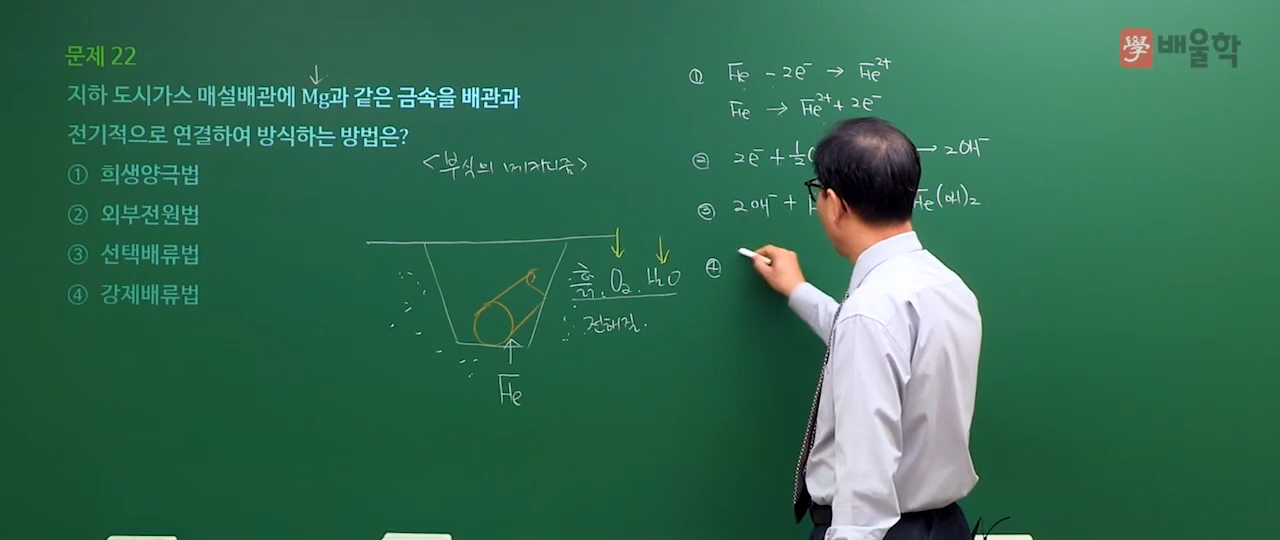 學 배울학
문제 22
지하 도시가스 매설배관에 Mg과 같은 금속을 배관과
전기적으로 연결하여 방식하는 방법은?
① 희생양극법
② 외부전원법
③ 선택배류법
④ 강제배류법
<부식의 메커니즘>
흙, O₂, H₂O
전해질.
Fe
① Fe - 2e⁻ → Fe²⁺
Fe → Fe²⁺ + 2e⁻
② 2e⁻ + ½ → 2OH⁻
③ 2OH⁻ + Fe(OH)₂
④